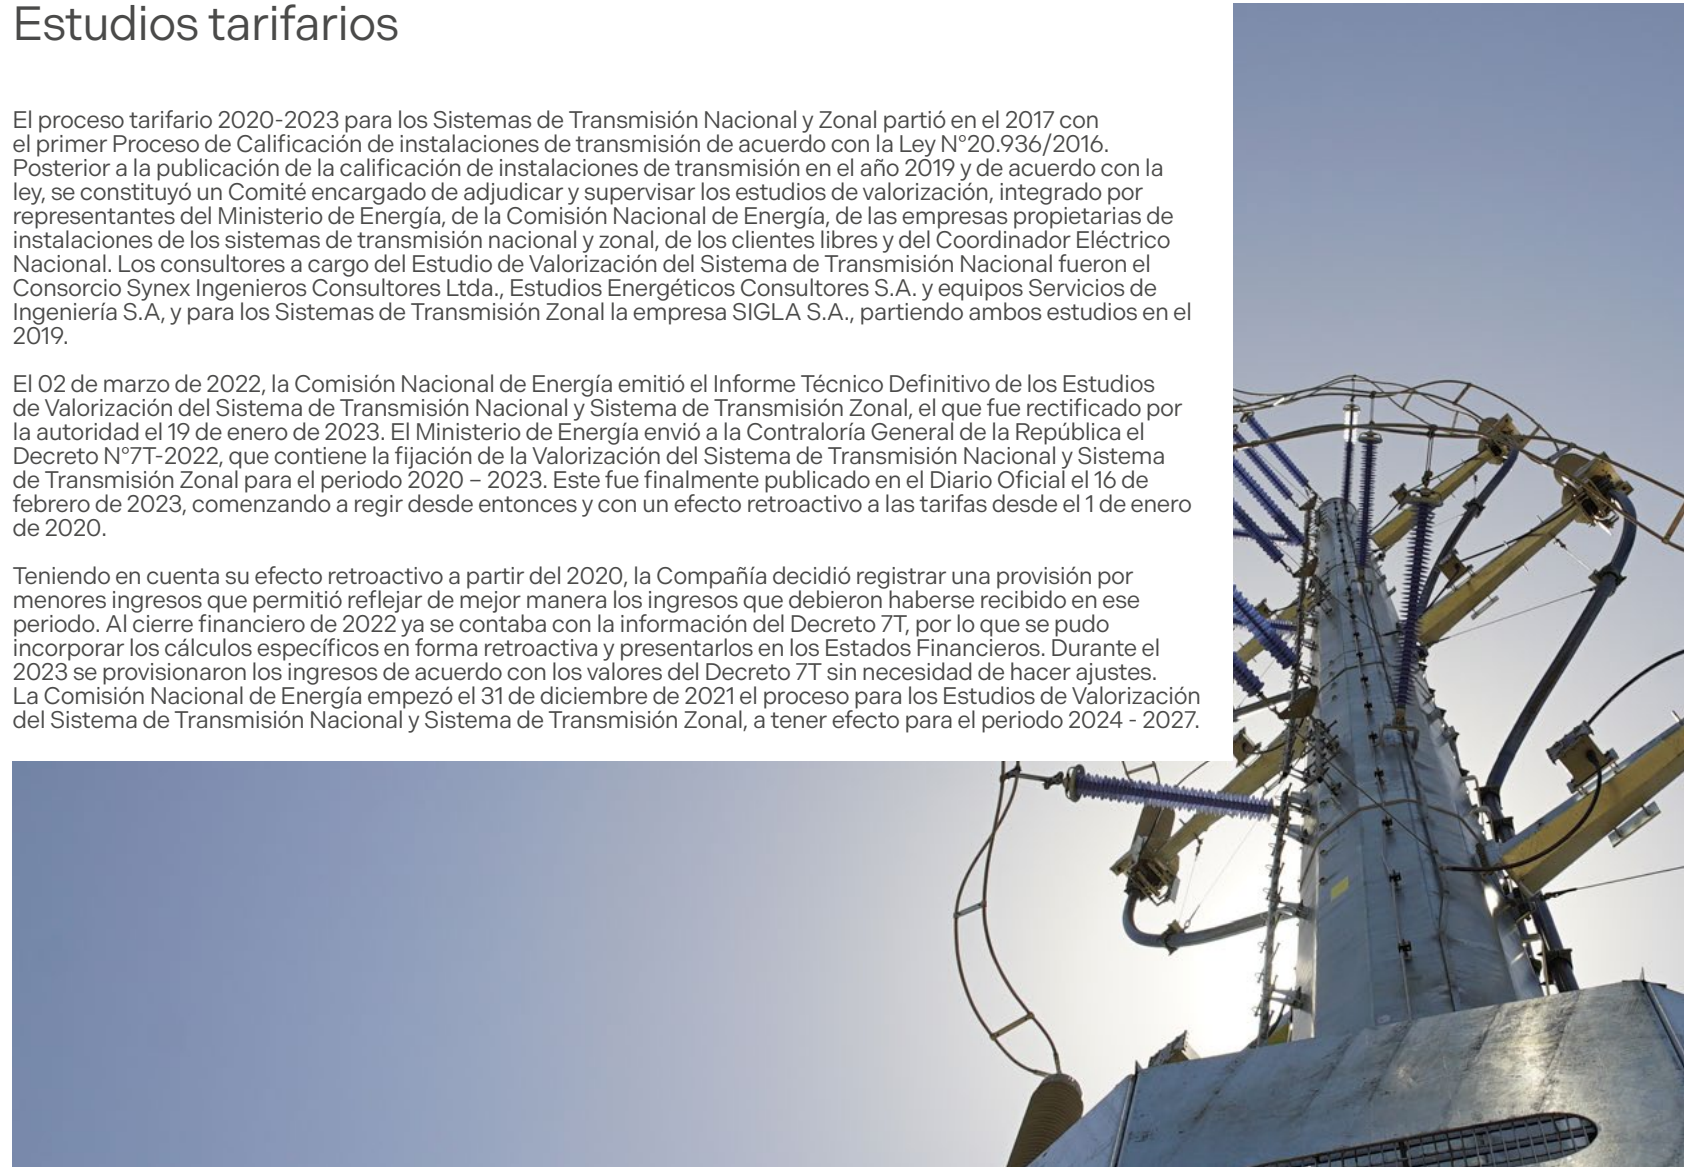 Estudios tarifarios
El proceso tarifario 2020-2023 para los Sistemas de Transmisión Nacional y Zonal partió en el 2017 con
el primer Proceso de Calificación de instalaciones de transmisión de acuerdo con la Ley N°20.936/2016.
Posterior a la publicación de la calificación de instalaciones de transmisión en el año 2019 y de acuerdo con la
ley, se constituyó un Comité encargado de adjudicar y supervisar los estudios de valorización, integrado por
representantes del Ministerio de Energía, de la Comisión Nacional de Energía, de las empresas propietarias de
instalaciones de los sistemas de transmisión nacional y zonal, de los clientes libres y del Coordinador Eléctrico
Nacional. Los consultores a cargo del Estudio de Valorización del Sistema de Transmisión Nacional fueron el
Consorcio Synex Ingenieros Consultores Ltda., Estudios Energéticos Consultores S.A. y equipos Servicios de
Ingeniería S.A, y para los Sistemas de Transmisión Zonal la empresa SIGLA S.A., partiendo ambos estudios en el
2019.
El 02 de marzo de 2022, la Comisión Nacional de Energía emitió el Informe Técnico Definitivo de los Estudios
de Valorización del Sistema de Transmisión Nacional y Sistema de Transmisión Zonal, el que fue rectificado por
la autoridad el 19 de enero de 2023. El Ministerio de Energía envió a la Contraloría General de la República el
Decreto N°7T-2022, que contiene la fijación de la Valorización del Sistema de Transmisión Nacional y Sistema
de Transmisión Zonal para el periodo 2020 – 2023. Este fue finalmente publicado en el Diario Oficial el 16 de
febrero de 2023, comenzando a regir desde entonces y con un efecto retroactivo a las tarifas desde el 1 de enero
de 2020.
Teniendo en cuenta su efecto retroactivo a partir del 2020, la Compañía decidió registrar una provisión por
menores ingresos que permitió reflejar de mejor manera los ingresos que debieron haberse recibido en ese
periodo. Al cierre financiero de 2022 ya se contaba con la información del Decreto 7T, por lo que se pudo
incorporar los cálculos específicos en forma retroactiva y presentarlos en los Estados Financieros. Durante el
2023 se provisionaron los ingresos de acuerdo con los valores del Decreto 7T sin necesidad de hacer ajustes.
La Comisión Nacional de Energía empezó el 31 de diciembre de 2021 el proceso para los Estudios de Valorización
del Sistema de Transmisión Nacional y Sistema de Transmisión Zonal, a tener efecto para el periodo 2024 - 2027.